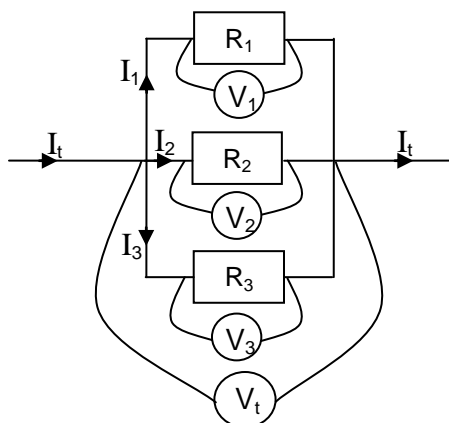 R₁
I₁
V₁
Iₜ I₂ R₂ Iₜ
V₂
I₃
R₃
V₃
Vₜ